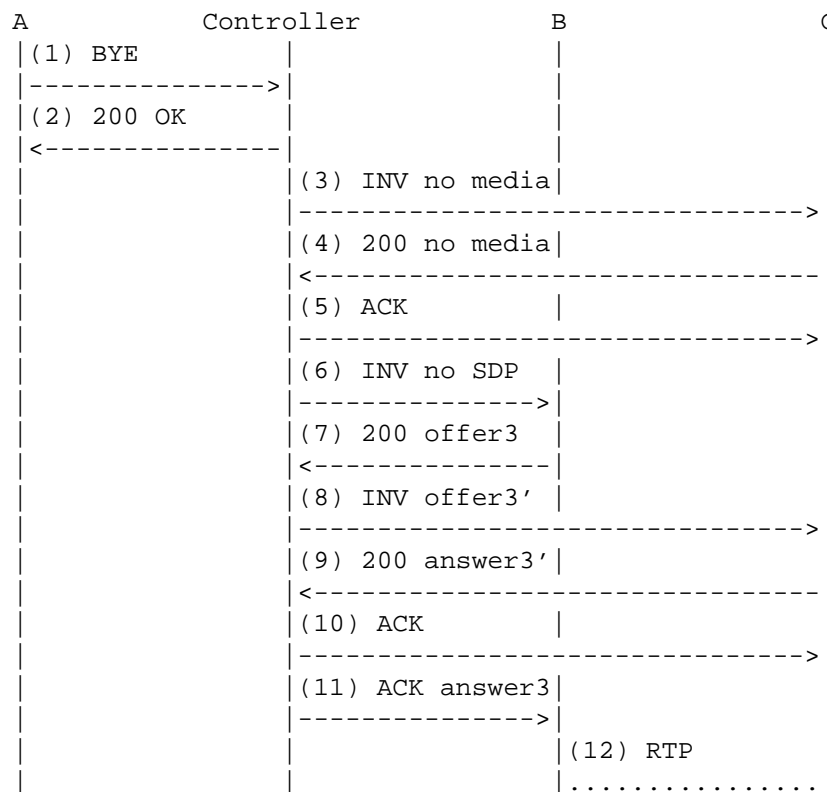 A Controller B C
|(1) BYE | |
|--------------->| |
|(2) 200 OK | |
|<---------------| |
| |(3) INV no media|
| |------------------------------->
| |(4) 200 no media|
| |<-------------------------------
| |(5) ACK |
| |------------------------------->
| |(6) INV no SDP |
| |--------------->|
| |(7) 200 offer3 |
| |<---------------|
| |(8) INV offer3' |
| |------------------------------->
| |(9) 200 answer3'|
| |<-------------------------------
| |(10) ACK |
| |------------------------------->
| |(11) ACK answer3|
| |--------------->|
| | |(12) RTP
| | |................